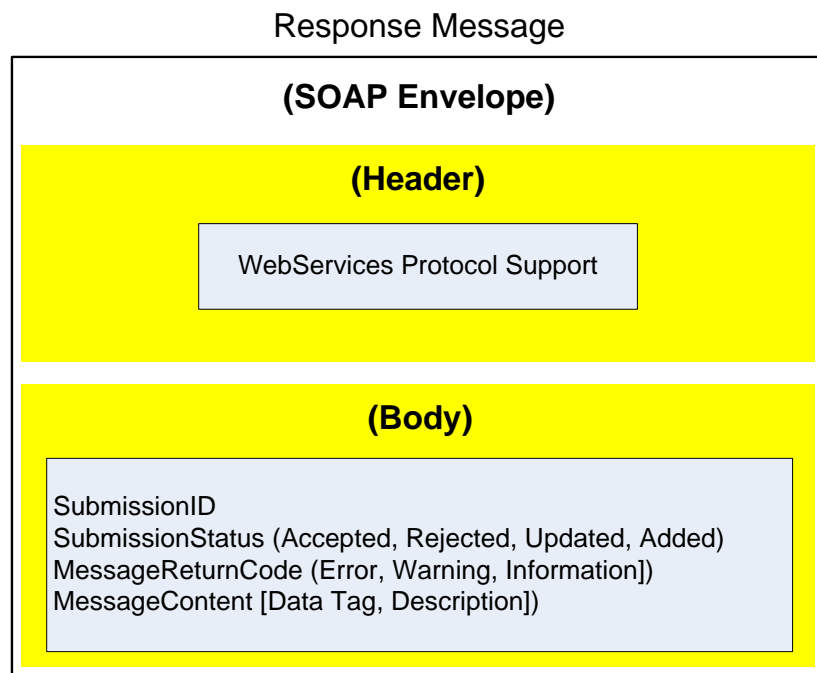 Response Message
(SOAP Envelope)
(Header)
WebServices Protocol Support
(Body)
SubmissionID
SubmissionStatus (Accepted, Rejected, Updated, Added)
MessageReturnCode (Error, Warning, Information])
MessageContent [Data Tag, Description])